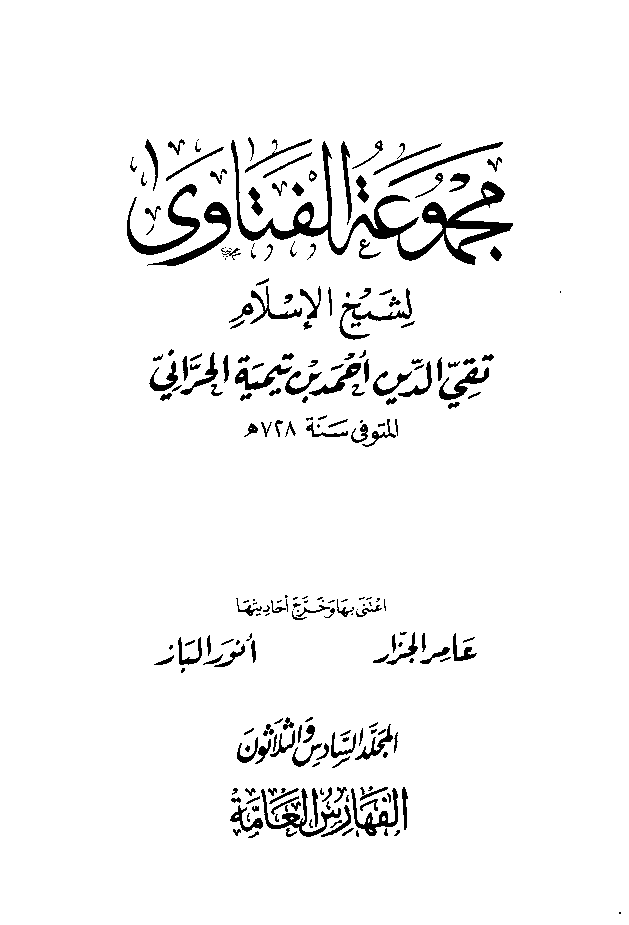 مجموعة الفتاوى
لشيخ الإسلام
تقي الدين أحمد بن تيمية الحراني
المتوفى سنة ٧٢٨ هـ
اعتنى بها وخرج أحاديثها
عامر الجزار أنور الباز
المجلد السادس والثلاثون
الفهارس العامة